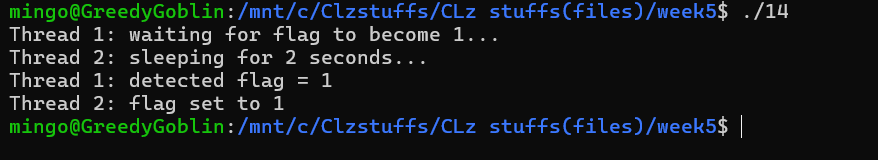 mingo@GreedyGoblin:/mnt/c/Clzstuffs/CLz stuffs(files)/week5$ ./14
Thread 1: waiting for flag to become 1...
Thread 2: sleeping for 2 seconds...
Thread 1: detected flag = 1
Thread 2: flag set to 1
mingo@GreedyGoblin:/mnt/c/Clzstuffs/CLz stuffs(files)/week5$